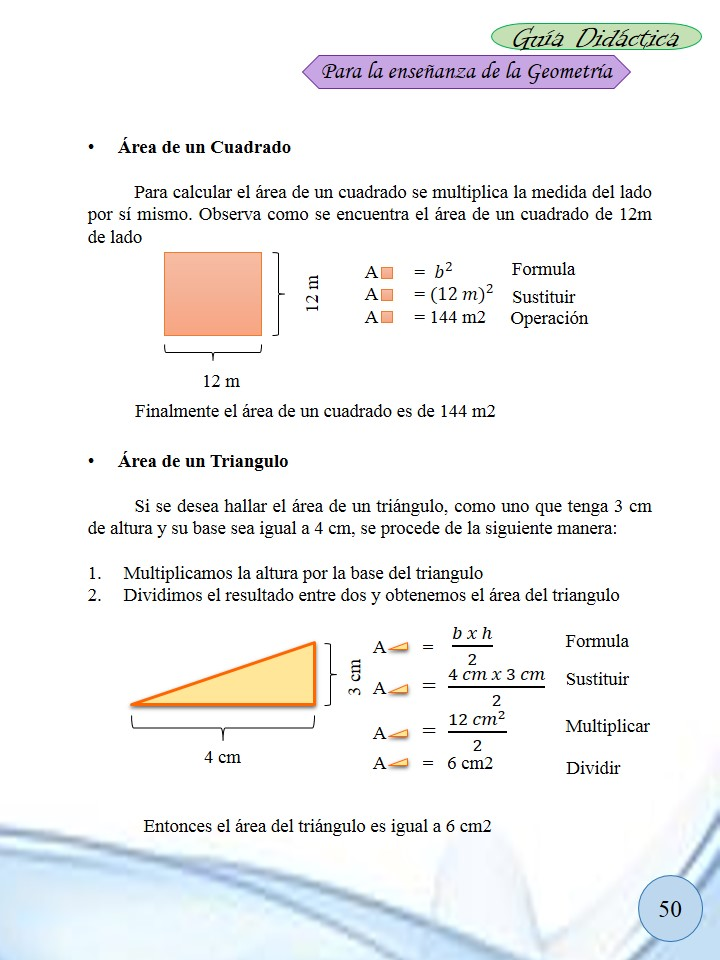 Guía Didáctica
Para la enseñanza de la Geometría
• Área de un Cuadrado
Para calcular el área de un cuadrado se multiplica la medida del lado
por sí mismo. Observa como se encuentra el área de un cuadrado de 12m
de lado
12 m
12 m
A = b² Formula
A = (12 m)² Sustituir
A = 144 m2 Operación
Finalmente el área de un cuadrado es de 144 m2
• Área de un Triangulo
Si se desea hallar el área de un triángulo, como uno que tenga 3 cm
de altura y su base sea igual a 4 cm, se procede de la siguiente manera:
1. Multiplicamos la altura por la base del triangulo
2. Dividimos el resultado entre dos y obtenemos el área del triangulo
3 cm
4 cm
A = b x h / 2 Formula
A = 4 cm x 3 cm / 2 Sustituir
A = 12 cm² / 2 Multiplicar
A = 6 cm2 Dividir
Entonces el área del triángulo es igual a 6 cm2
50